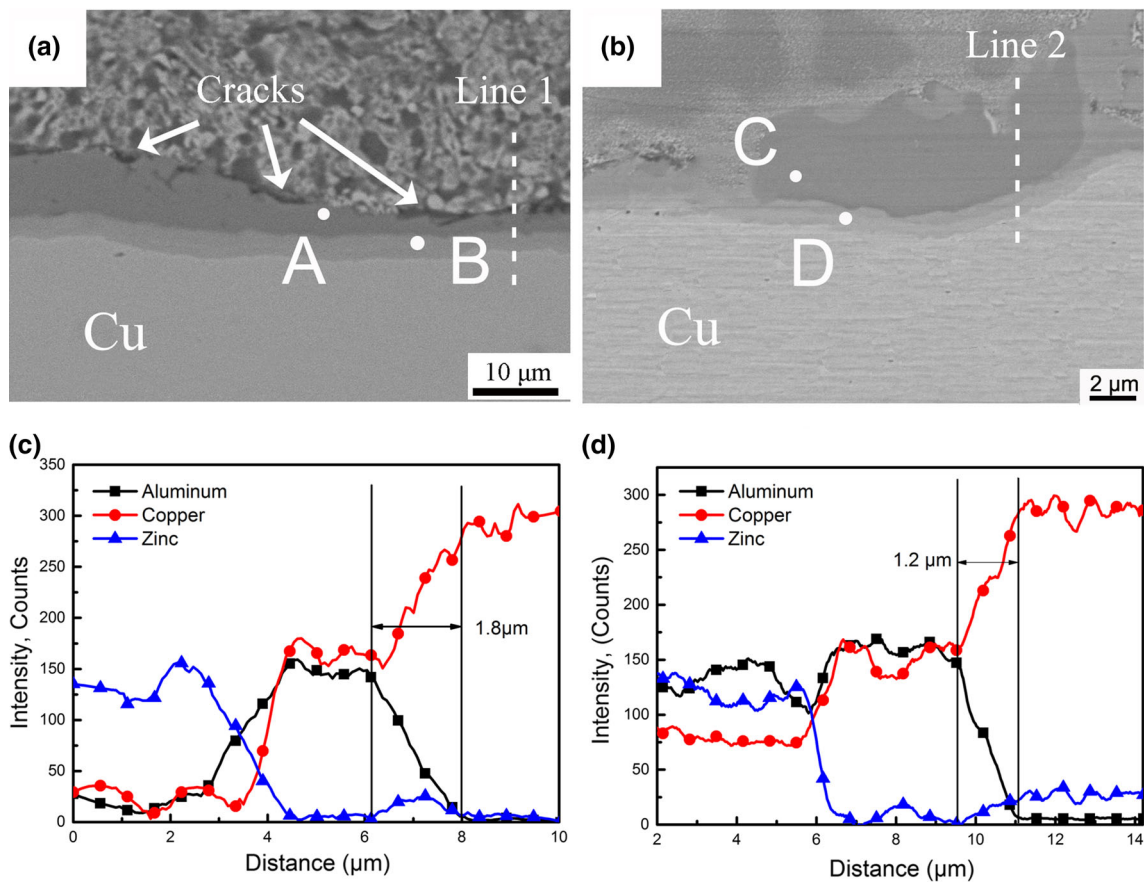 (a)
Cracks
Line 1
A
B
Cu
10 μm
(b)
Line 2
C
D
Cu
2 μm
(c)
350
300
250
200
150
100
50
0
Intensity, Counts
Aluminum
Copper
Zinc
1.8μm
0 2 4 6 8 10
Distance (μm)
(d)
300
250
200
150
100
50
0
Intensity, (Counts)
Aluminum
Copper
Zinc
1.2 μm
2 4 6 8 10 12 14
Distance (μm)